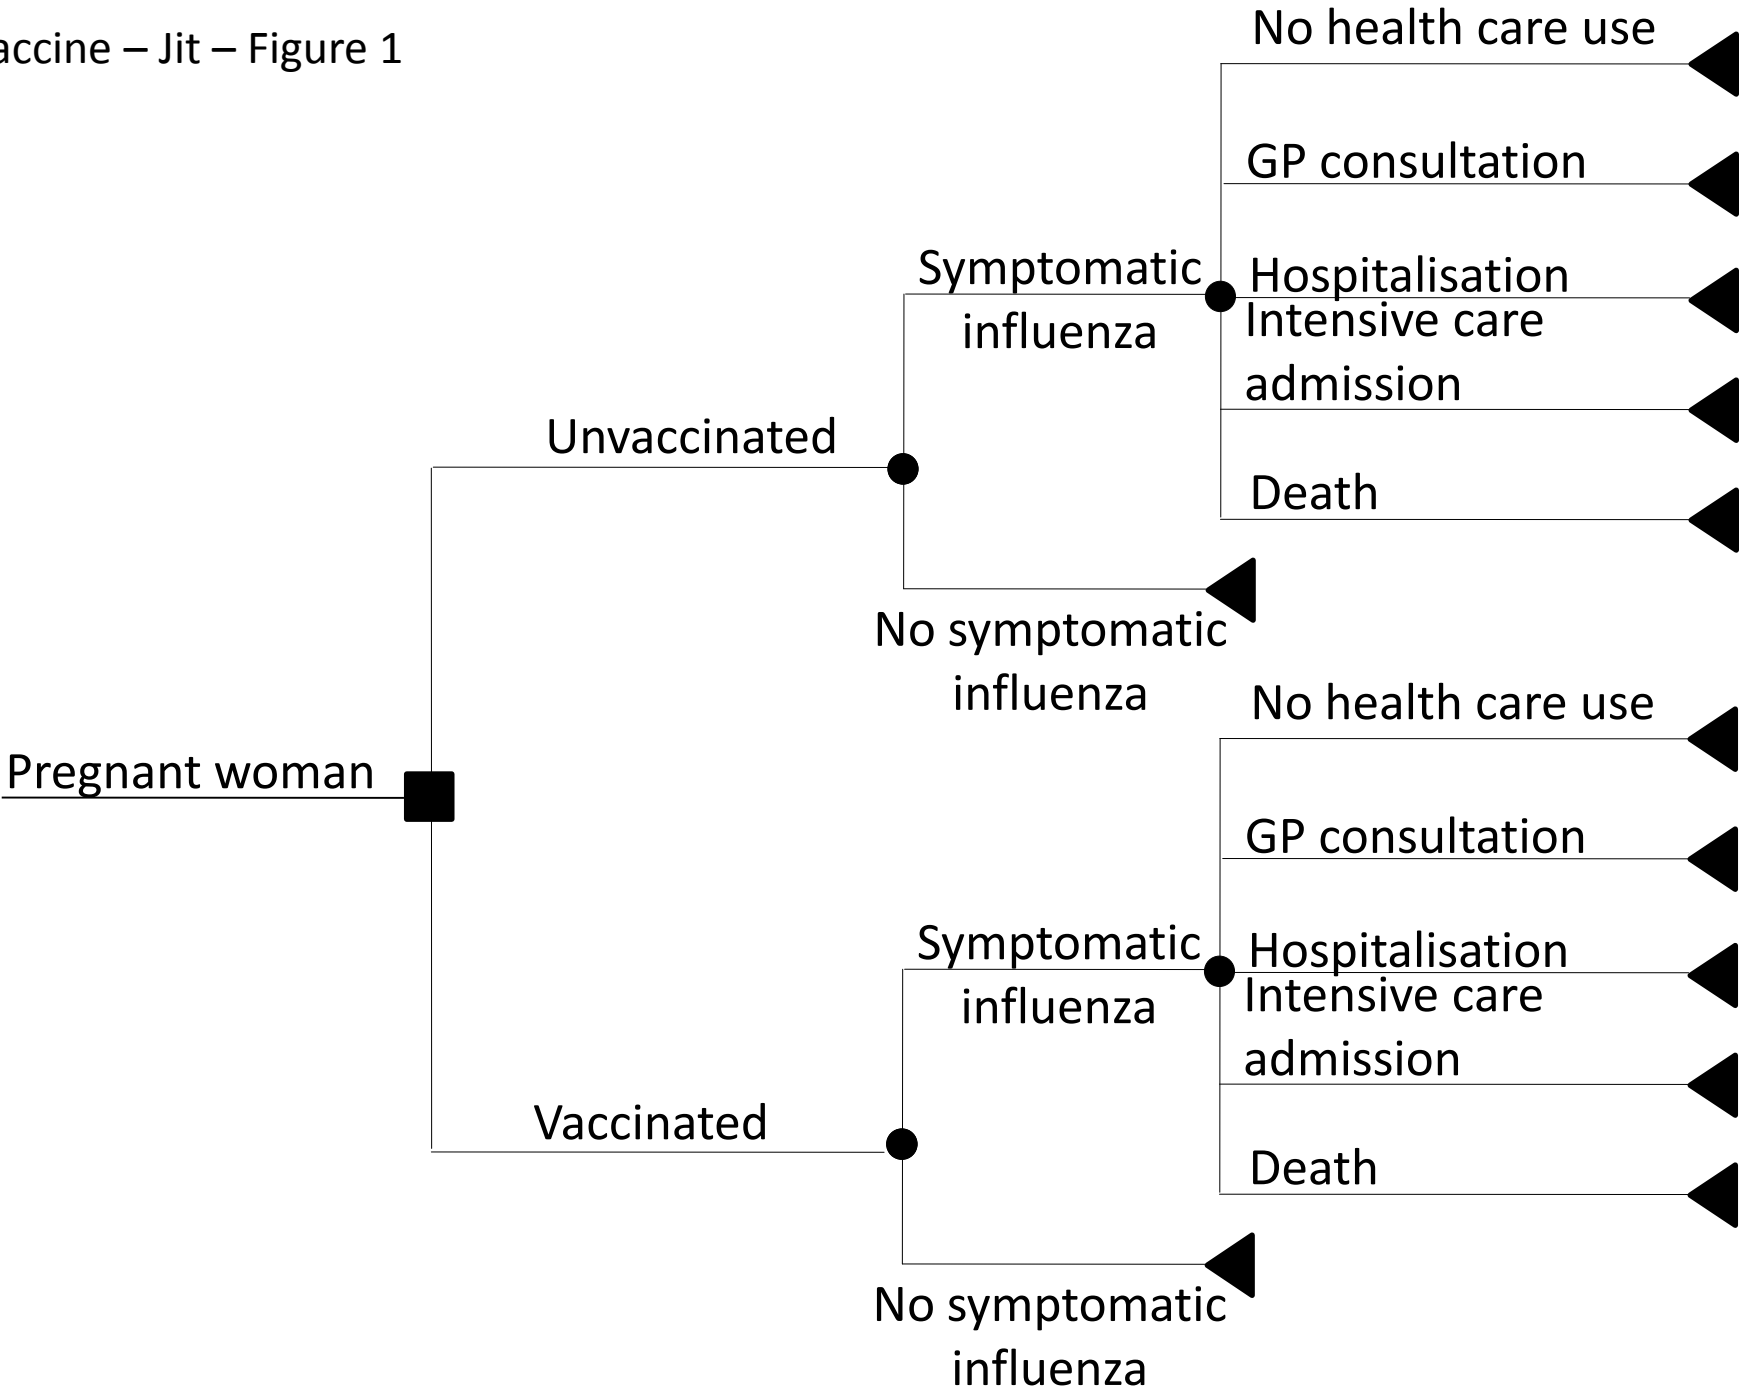 accine – Jit – Figure 1
No health care use
GP consultation
Symptomatic
influenza
Hospitalisation
Intensive care
admission
Unvaccinated
Death
No symptomatic
influenza
No health care use
Pregnant woman
GP consultation
Symptomatic
influenza
Hospitalisation
Intensive care
admission
Vaccinated
Death
No symptomatic
influenza